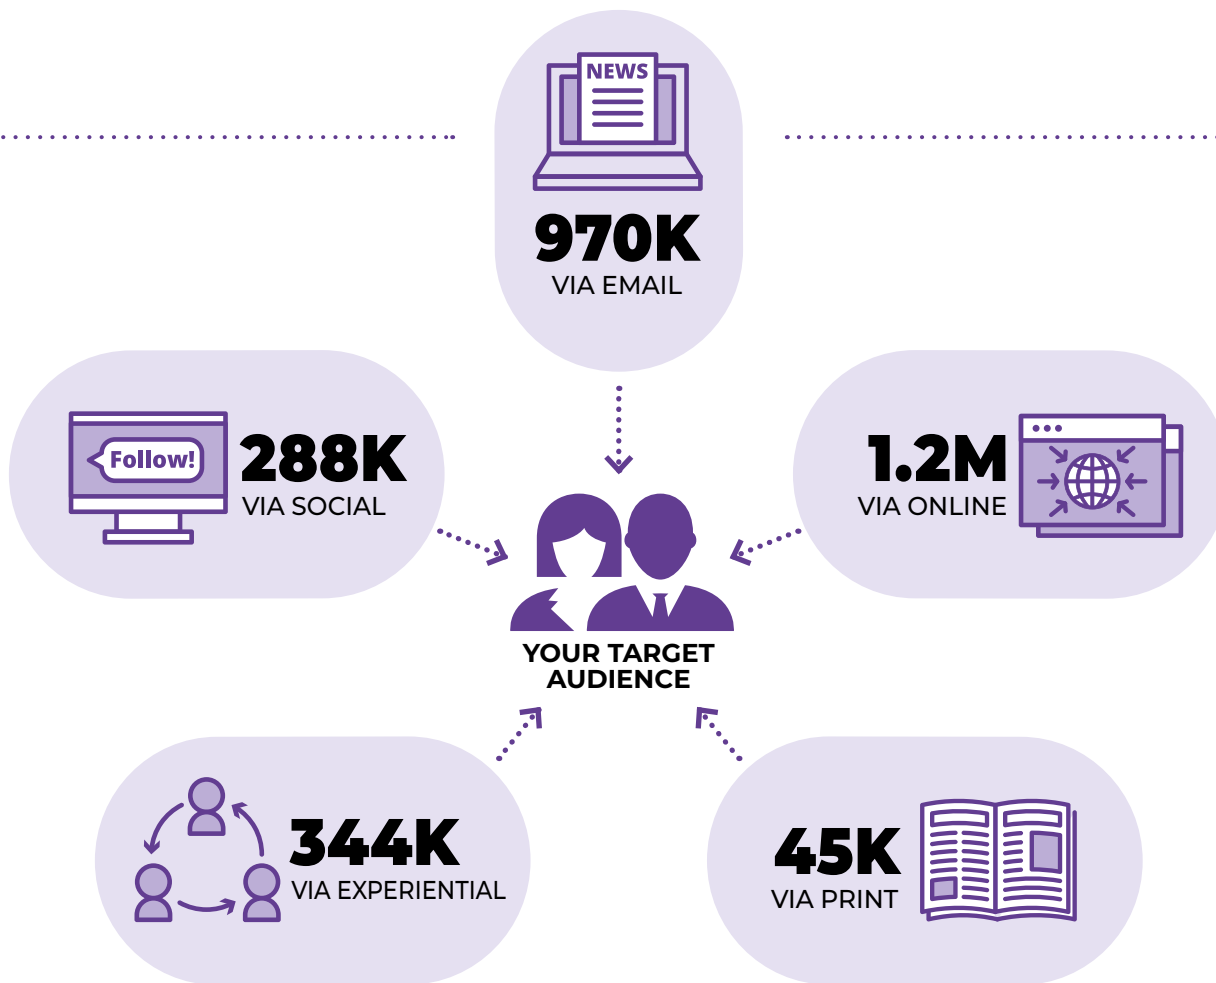 NEWS
970K
VIA EMAIL
Follow!
288K
VIA SOCIAL
1.2M
VIA ONLINE
YOUR TARGET
AUDIENCE
344K
VIA EXPERIENTIAL
45K
VIA PRINT